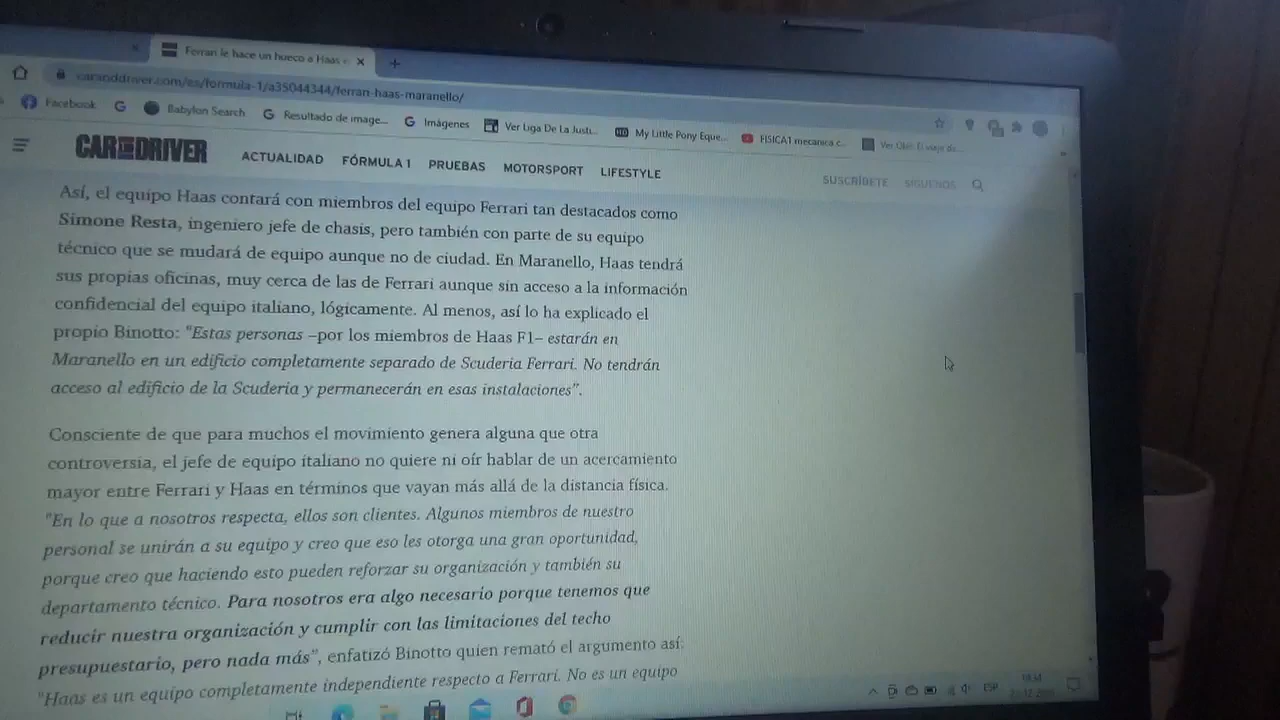 Ferrari le hace un hueco a Haas e
caranddriver.com/es/formula-1/a35044344/ferrari-haas-maranello/
Facebook
Babylon Search
Resultado de image...
Imágenes
Ver Liga De La Justi...
My Little Pony Eque...
FISICA1 mecanica c...
CAR AND DRIVER
ACTUALIDAD
FÓRMULA 1
PRUEBAS
MOTORSPORT
LIFESTYLE
SUSCRÍBETE
SÍGUENOS
Así, el equipo Haas contará con miembros del equipo Ferrari tan destacados como
Simone Resta, ingeniero jefe de chasis, pero también con parte de su equipo
técnico que se mudará de equipo aunque no de ciudad. En Maranello, Haas tendrá
sus propias oficinas, muy cerca de las de Ferrari aunque sin acceso a la información
confidencial del equipo italiano, lógicamente. Al menos, así lo ha explicado el
propio Binotto: "Estas personas –por los miembros de Haas F1– estarán en
Maranello en un edificio completamente separado de Scuderia Ferrari. No tendrán
acceso al edificio de la Scuderia y permanecerán en esas instalaciones".
Consciente de que para muchos el movimiento genera alguna que otra
controversia, el jefe de equipo italiano no quiere ni oír hablar de un acercamiento
mayor entre Ferrari y Haas en términos que vayan más allá de la distancia física.
"En lo que a nosotros respecta, ellos son clientes. Algunos miembros de nuestro
personal se unirán a su equipo y creo que eso les otorga una gran oportunidad,
porque creo que haciendo esto pueden reforzar su organización y también su
departamento técnico. Para nosotros era algo necesario porque tenemos que
reducir nuestra organización y cumplir con las limitaciones del techo
presupuestario, pero nada más", enfatizó Binotto quien remató el argumento así:
"Haas es un equipo completamente independiente respecto a Ferrari. No es un equipo
ESP